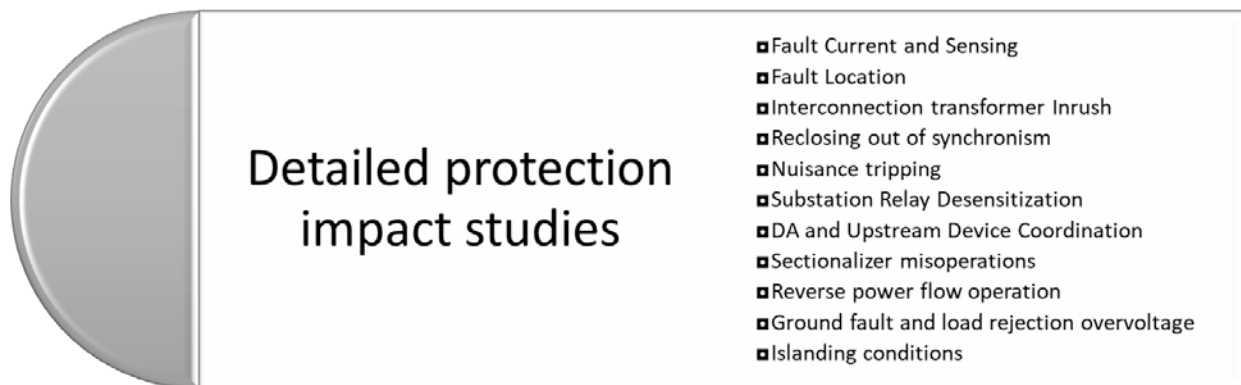 Detailed protection
impact studies
◘Fault Current and Sensing
◘Fault Location
◘Interconnection transformer Inrush
◘Reclosing out of synchronism
◘Nuisance tripping
◘Substation Relay Desensitization
◘DA and Upstream Device Coordination
◘Sectionalizer misoperations
◘Reverse power flow operation
◘Ground fault and load rejection overvoltage
◘Islanding conditions